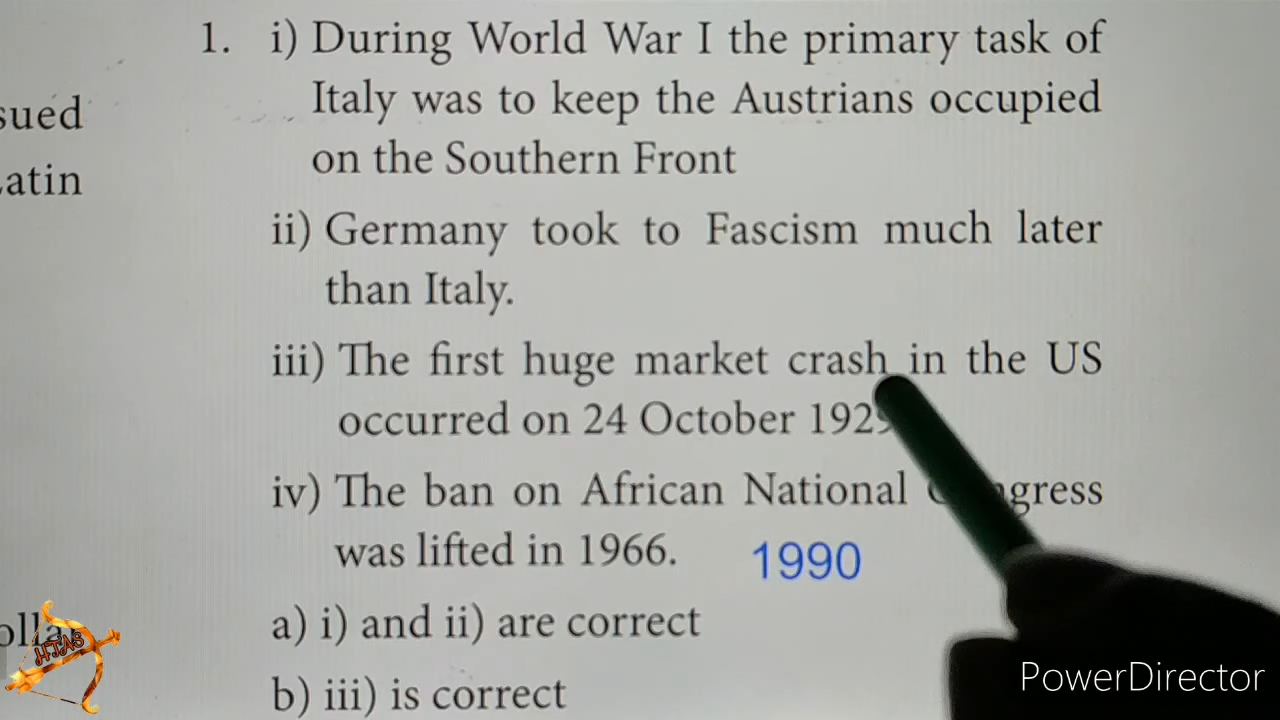 sued
atin
1. i) During World War I the primary task of
Italy was to keep the Austrians occupied
on the Southern Front
ii) Germany took to Fascism much later
than Italy.
iii) The first huge market crash in the US
occurred on 24 October 1929
iv) The ban on African National Congress
was lifted in 1966. 1990
a) i) and ii) are correct
b) iii) is correct
HTAS
PowerDirector